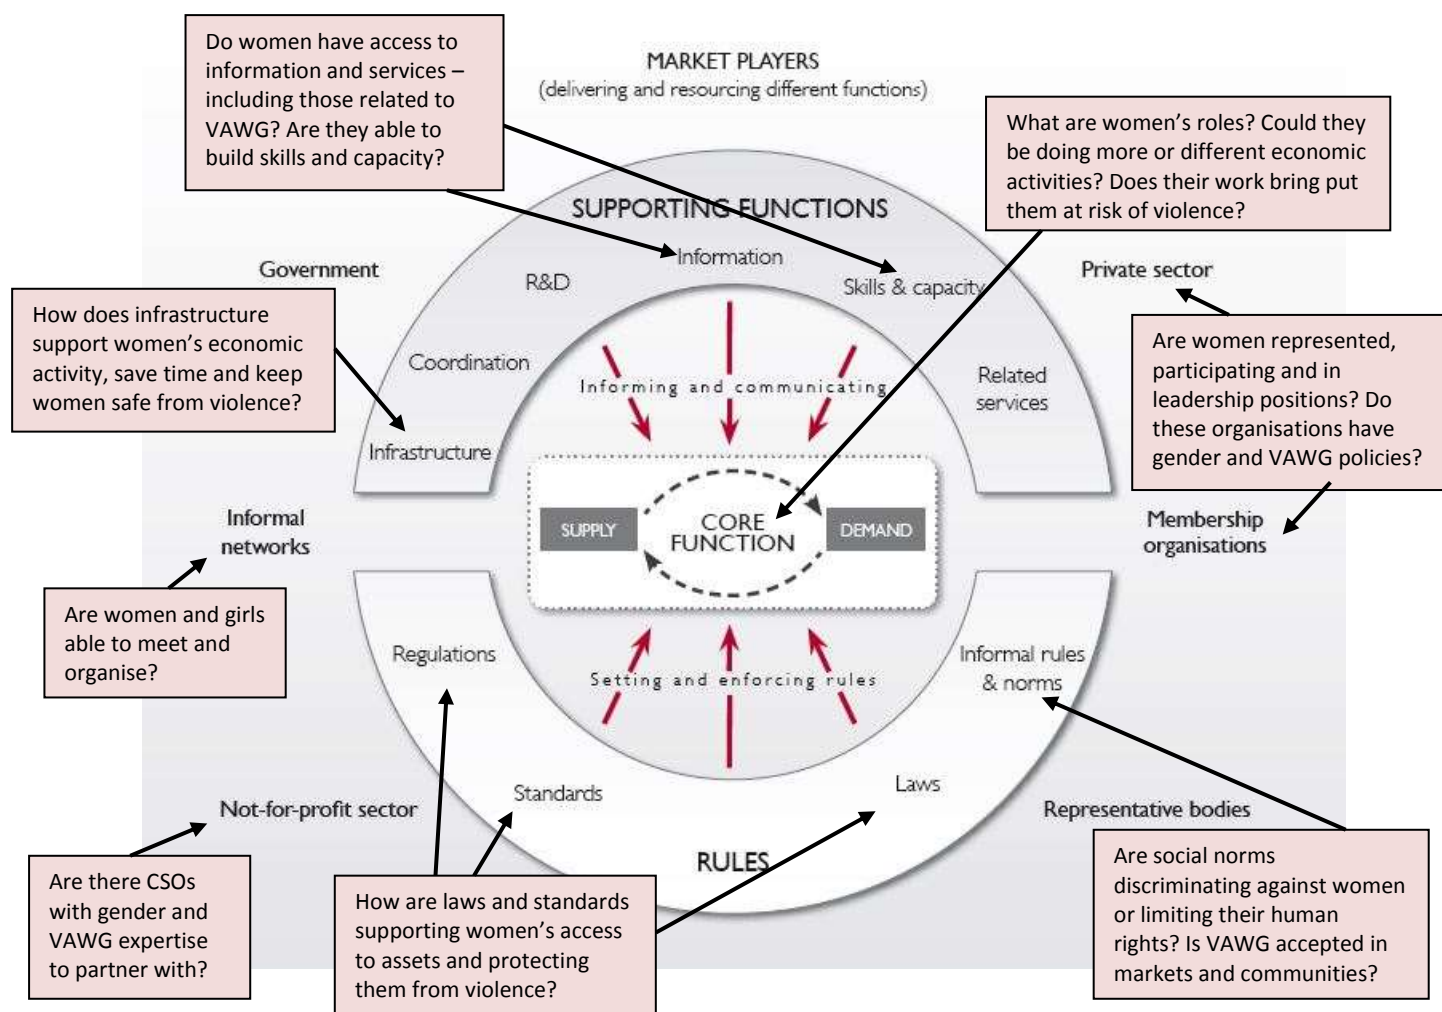 Do women have access to
information and services –
including those related to
VAWG? Are they able to
build skills and capacity?
MARKET PLAYERS
(delivering and resourcing different functions)
What are women’s roles? Could they
be doing more or different economic
activities? Does their work bring put
them at risk of violence?
SUPPORTING FUNCTIONS
Information
Government
R&D
Skills & capacity
Private sector
How does infrastructure
support women’s economic
activity, save time and keep
women safe from violence?
Coordination
Informing and communicating
Related
services
Are women represented,
participating and in
leadership positions? Do
these organisations have
gender and VAWG policies?
Infrastructure
Informal
networks
SUPPLY
CORE
FUNCTION
DEMAND
Membership
organisations
Are women and girls
able to meet and
organise?
Regulations
Setting and enforcing rules
Informal rules
& norms
Standards
Laws
Not-for-profit sector
Representative bodies
RULES
Are there CSOs
with gender and
VAWG expertise
to partner with?
How are laws and standards
supporting women’s access
to assets and protecting
them from violence?
Are social norms
discriminating against women
or limiting their human
rights? Is VAWG accepted in
markets and communities?